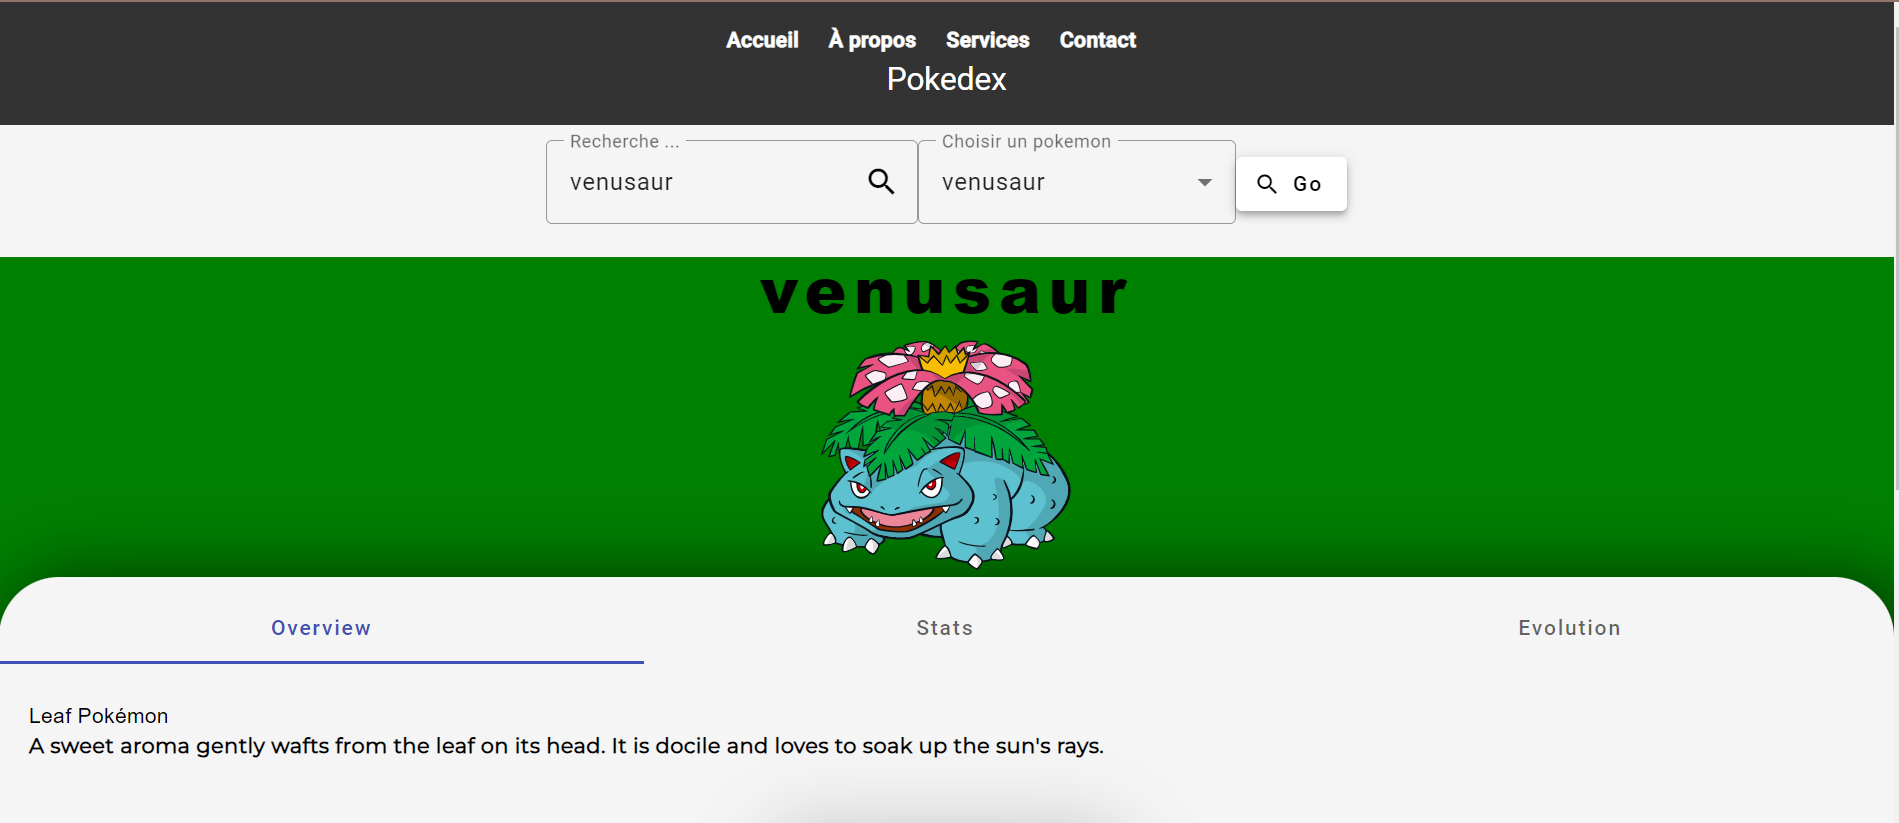 Accueil À propos Services Contact
Pokedex
Recherche ... Choisir un pokemon
venusaur venusaur Go
venusaur
Overview Stats Evolution
Leaf Pokémon
A sweet aroma gently wafts from the leaf on its head. It is docile and loves to soak up the sun's rays.